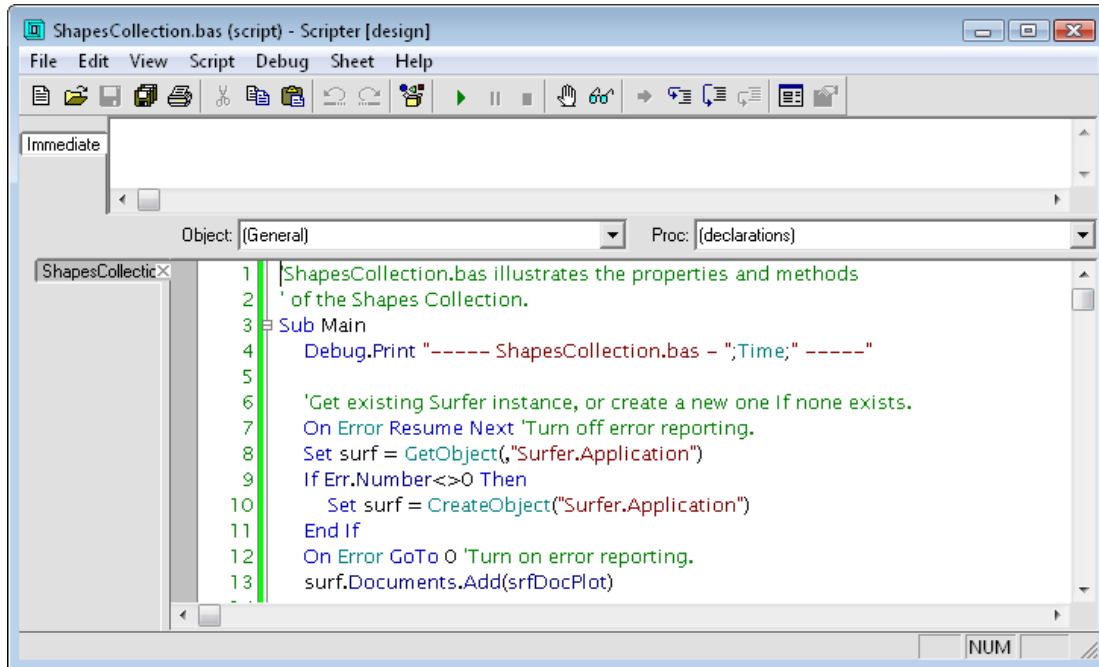 ShapesCollection.bas (script) - Scripter [design]
File Edit View Script Debug Sheet Help
Immediate
Object: (General) Proc: (declarations)
ShapesCollectic
1 'ShapesCollection.bas illustrates the properties and methods
2 ' of the Shapes Collection.
3 Sub Main
4 Debug.Print "----- ShapesCollection.bas - ";Time;" -----"
5
6 'Get existing Surfer instance, or create a new one If none exists.
7 On Error Resume Next 'Turn off error reporting.
8 Set surf = GetObject(,"Surfer.Application")
9 If Err.Number<>0 Then
10 Set surf = CreateObject("Surfer.Application")
11 End If
12 On Error GoTo 0 'Turn on error reporting.
13 surf.Documents.Add(srfDocPlot)
NUM